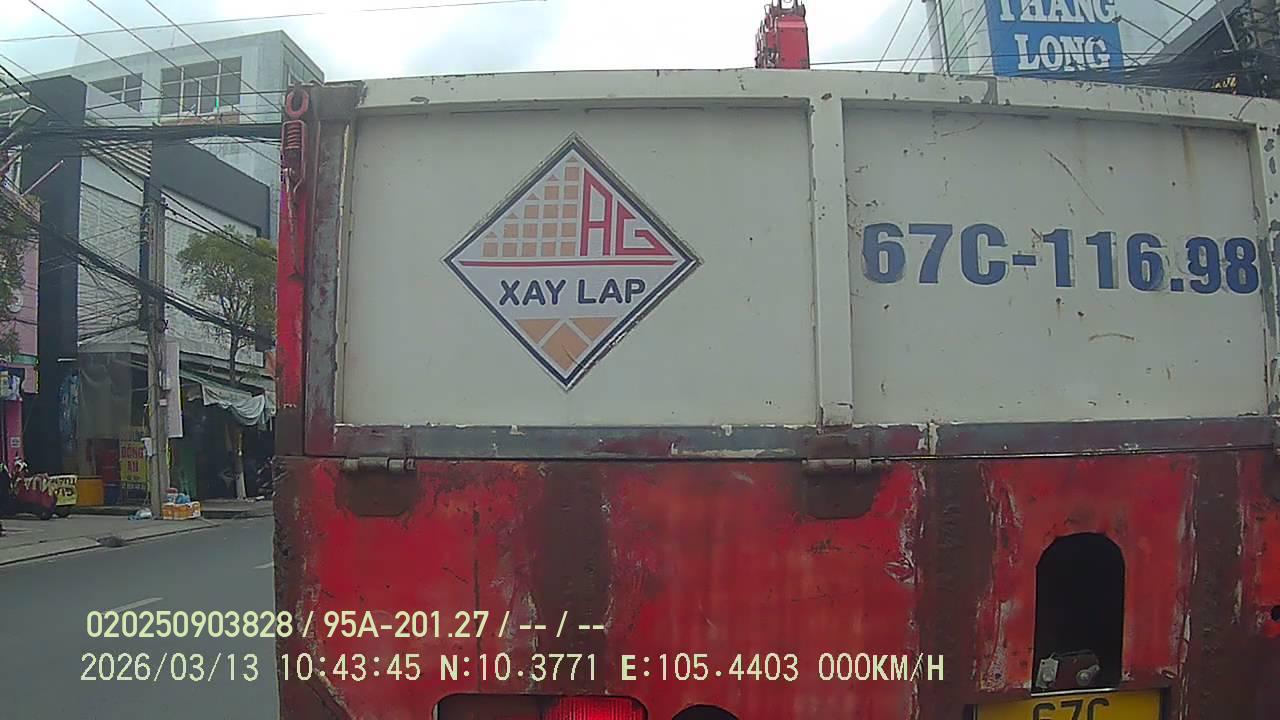 THANG
LONG
AG
XAY LAP
67C-116.98
020250903828 / 95A-201.27 / -- / --
2026/03/13 10:43:45 N:10.3771 E:105.4403 000KM/H
67C